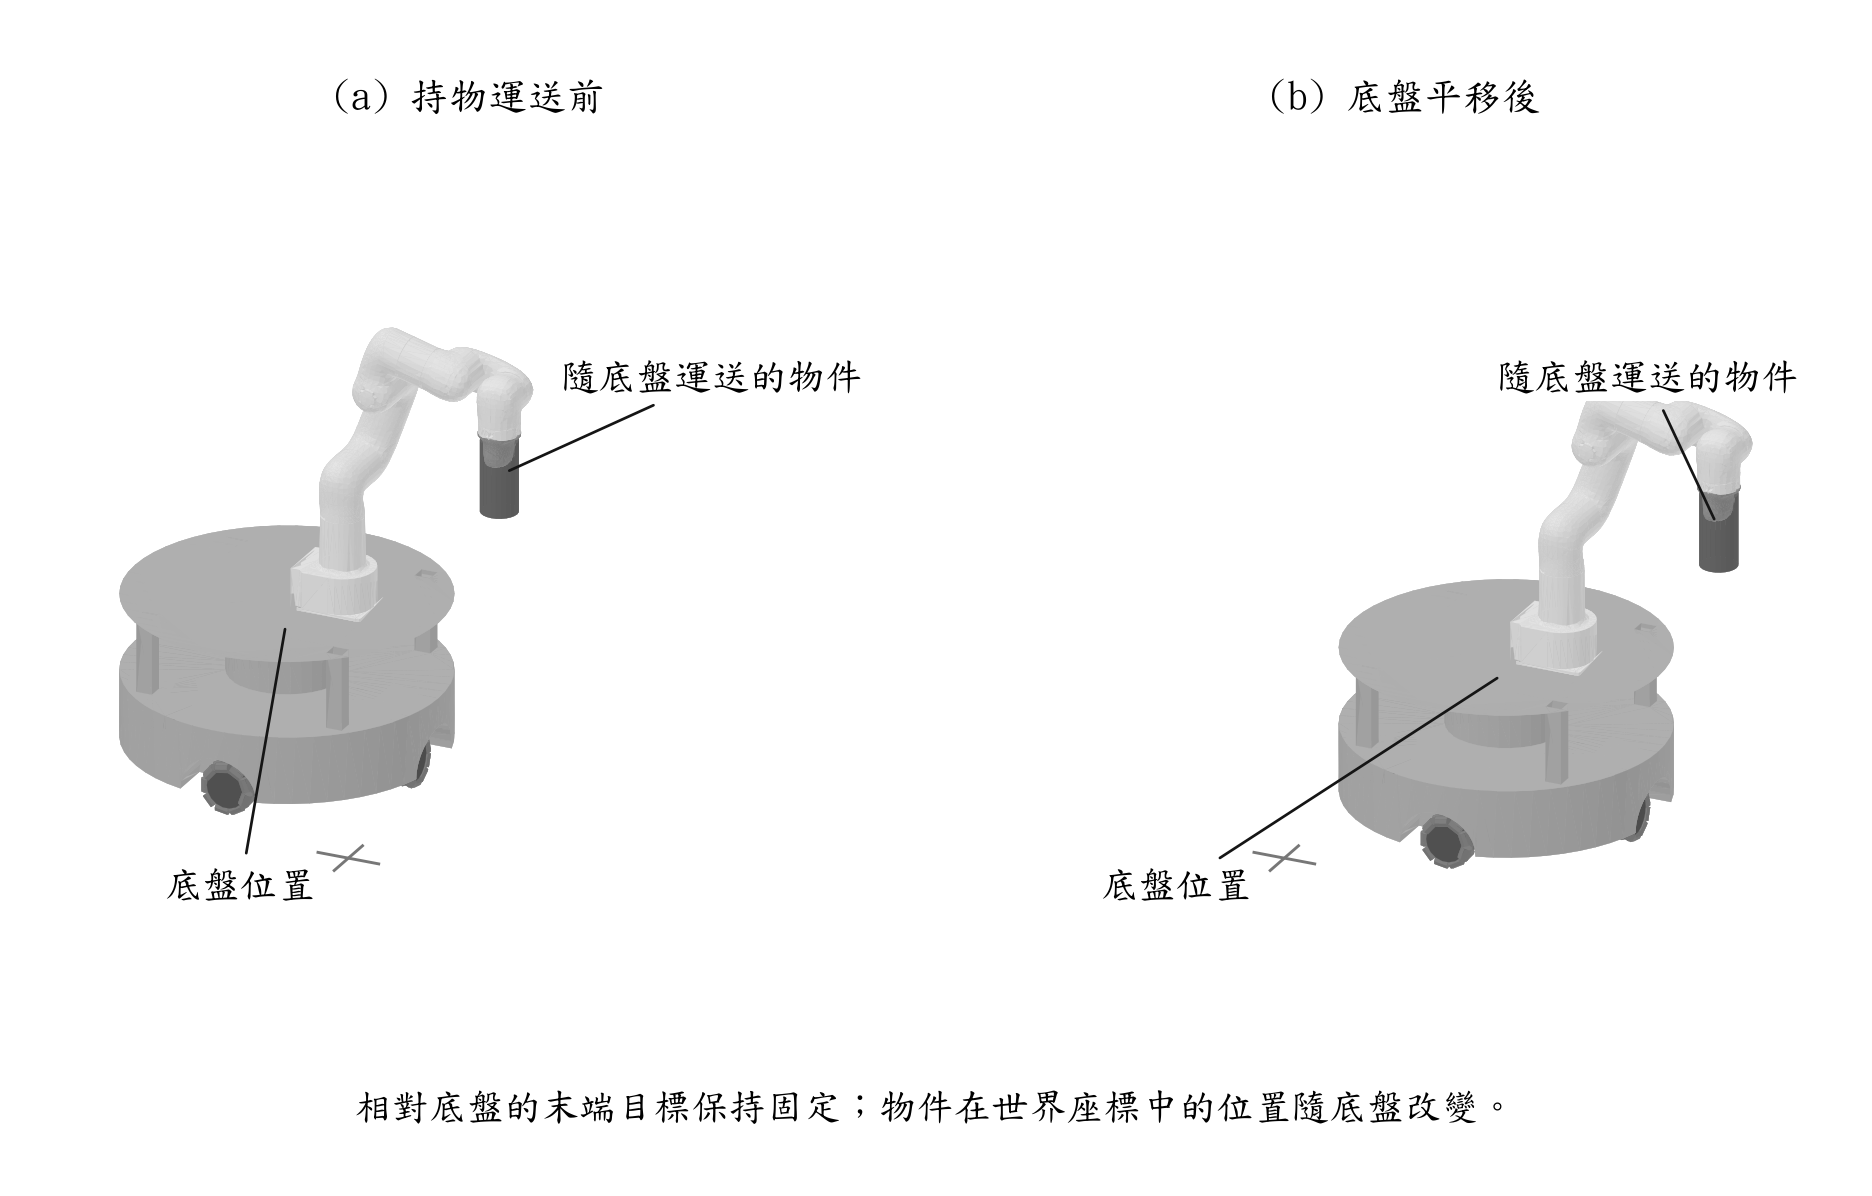 （a）持物運送前
（b）底盤平移後
隨底盤運送的物件
隨底盤運送的物件
底盤位置
底盤位置
相對底盤的末端目標保持固定；物件在世界座標中的位置隨底盤改變。